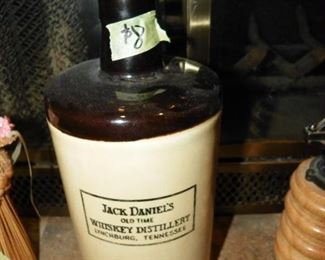 $8
JACK DANIEL'S
OLD TIME
WHISKEY DISTILLERY
LYNCHBURG, TENNESSEE